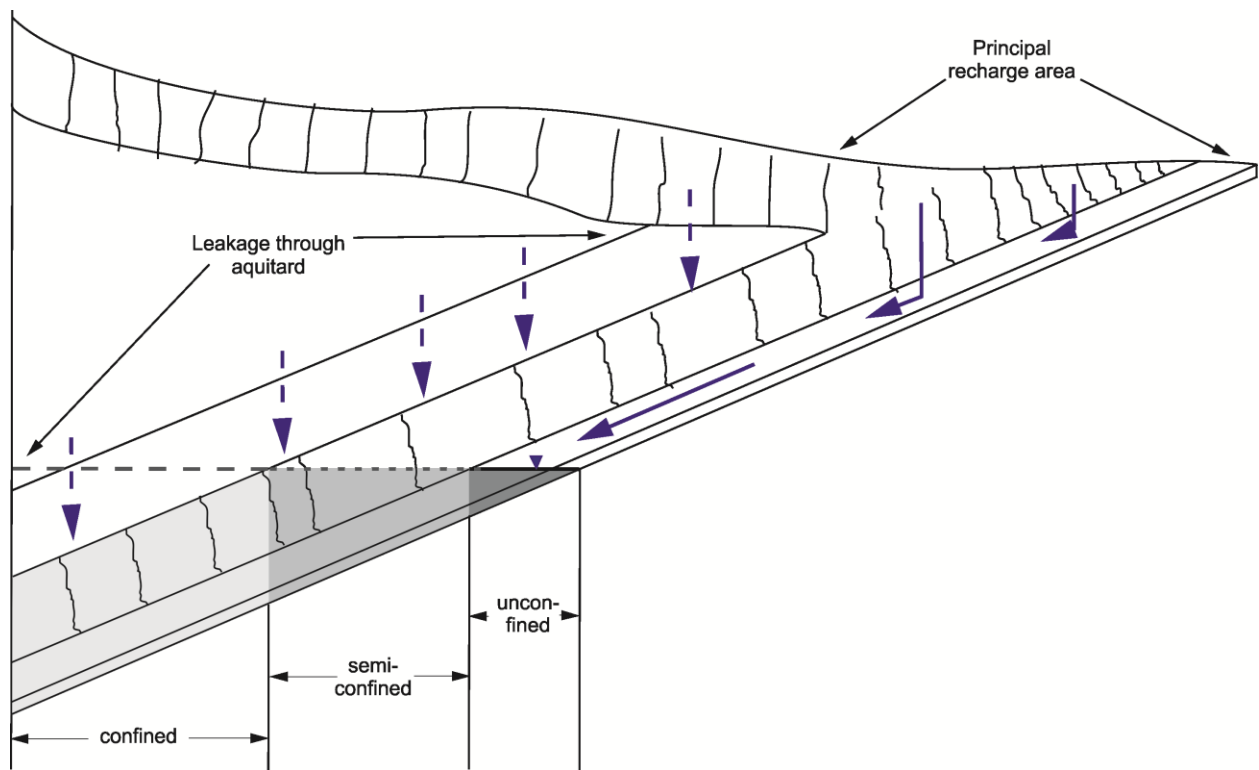 Principal
recharge area
Leakage through
aquitard
uncon-
fined
semi-
confined
confined